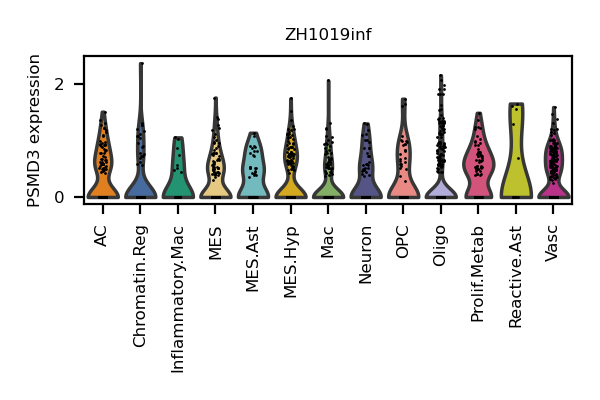 ZH1019inf
PSMD3 expression
2
0
AC
Chromatin.Reg
Inflammatory.Mac
MES
MES.Ast
MES.Hyp
Mac
Neuron
OPC
Oligo
Prolif.Metab
Reactive.Ast
Vasc